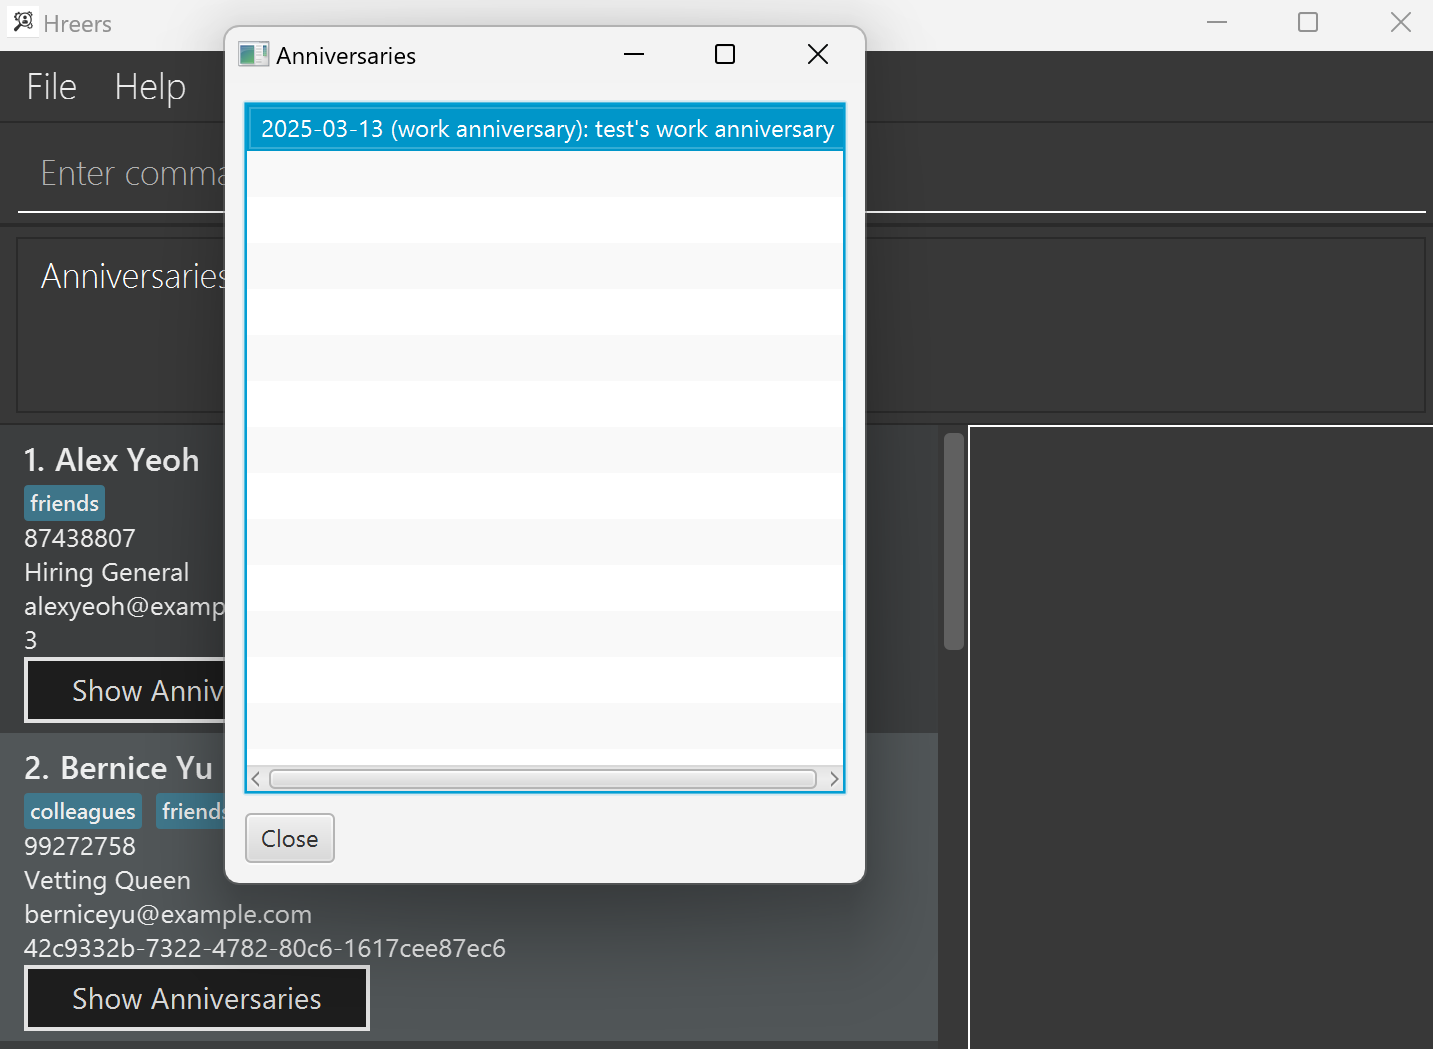 Hreers
Anniversaries
File Help
2025-03-13 (work anniversary): test's work anniversary
Enter comma
Anniversaries
1. Alex Yeoh
friends
87438807
Hiring General
alexyeoh@examp
3
Show Anniv
2. Bernice Yu
colleagues friends
99272758
Vetting Queen
berniceyu@example.com
42c9332b-7322-4782-80c6-1617cee87ec6
Show Anniversaries
Close